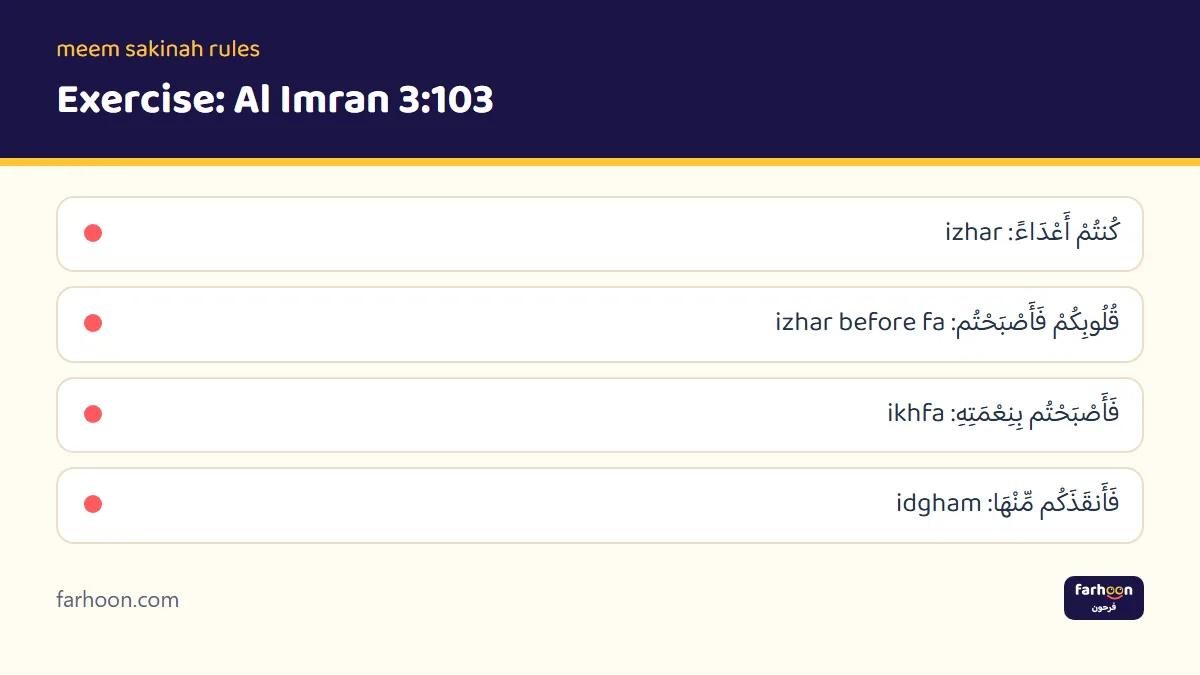 meem sakinah rules
Exercise: Al Imran 3:103
كُنتُمْ أَعْدَاءً: izhar
قُلُوبِكُمْ فَأَصْبَحْتُم: izhar before fa
فَأَصْبَحْتُم بِنِعْمَتِهِ: ikhfa
فَأَنقَذَكُم مِّنْهَا: idgham
farhoon.com
farhoon
فرحون